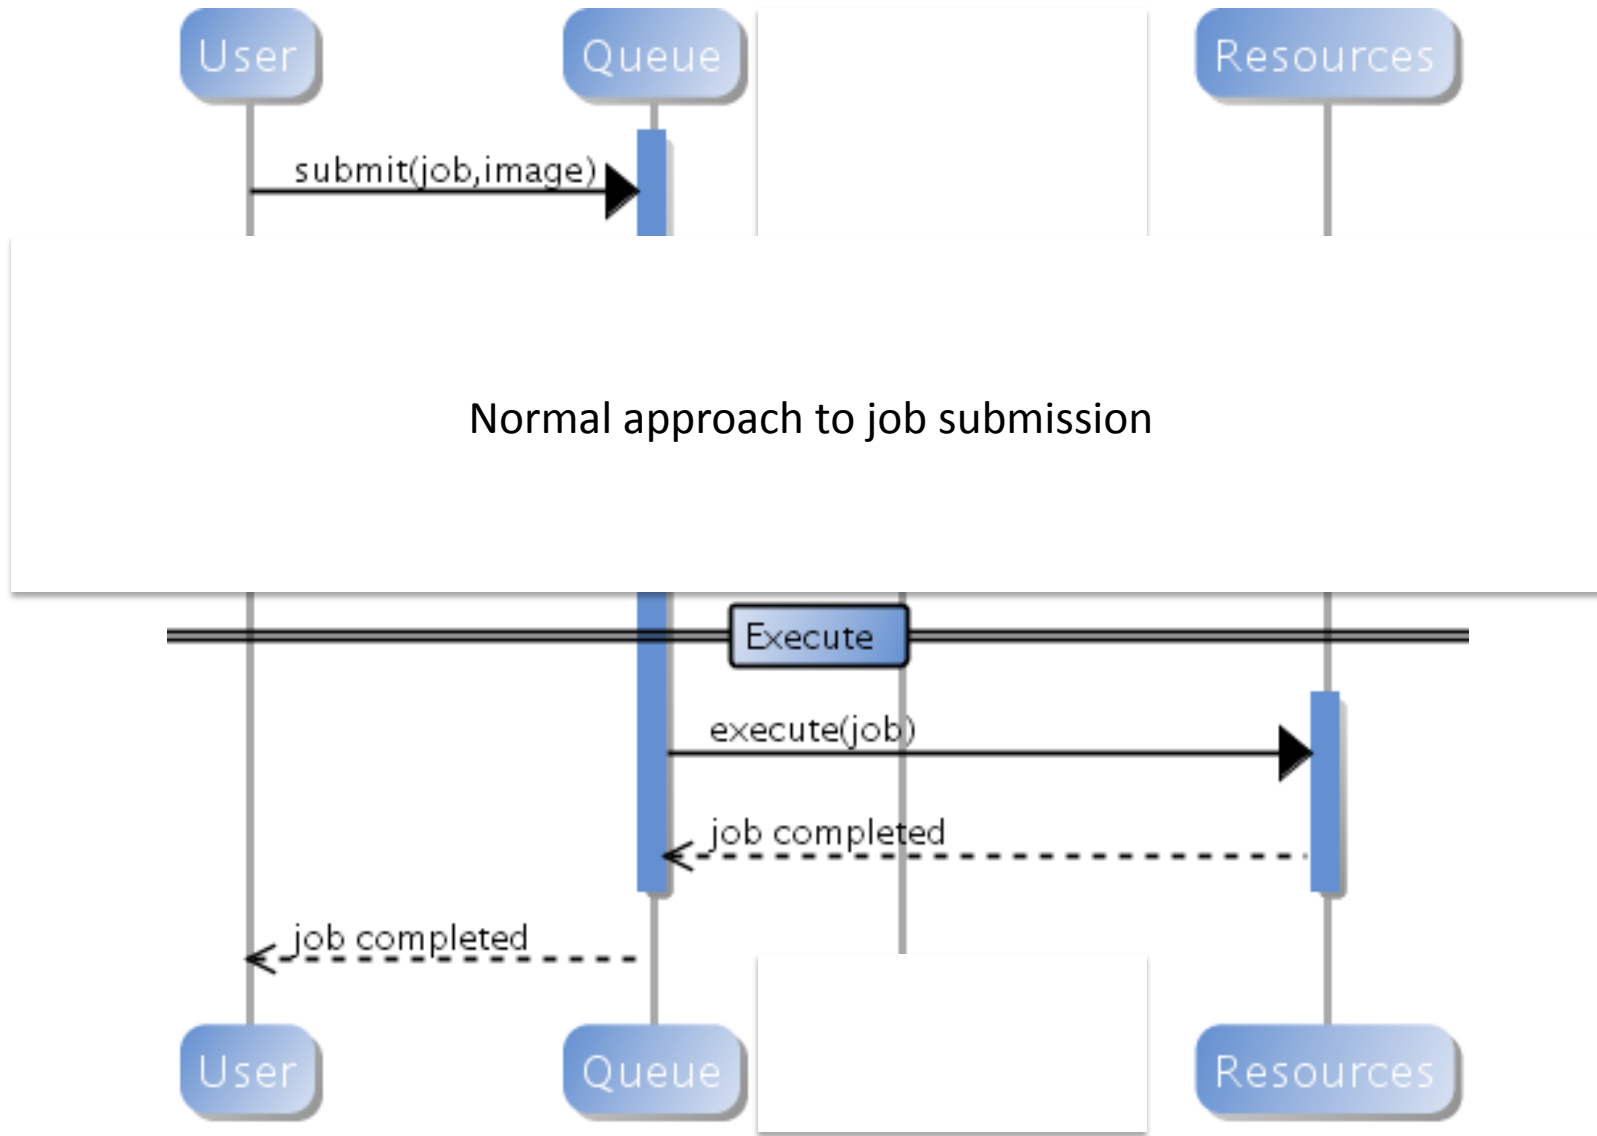 User
Queue
Resources
submit(job,image)
Normal approach to job submission
Execute
execute(job)
job completed
job completed
User
Queue
Resources